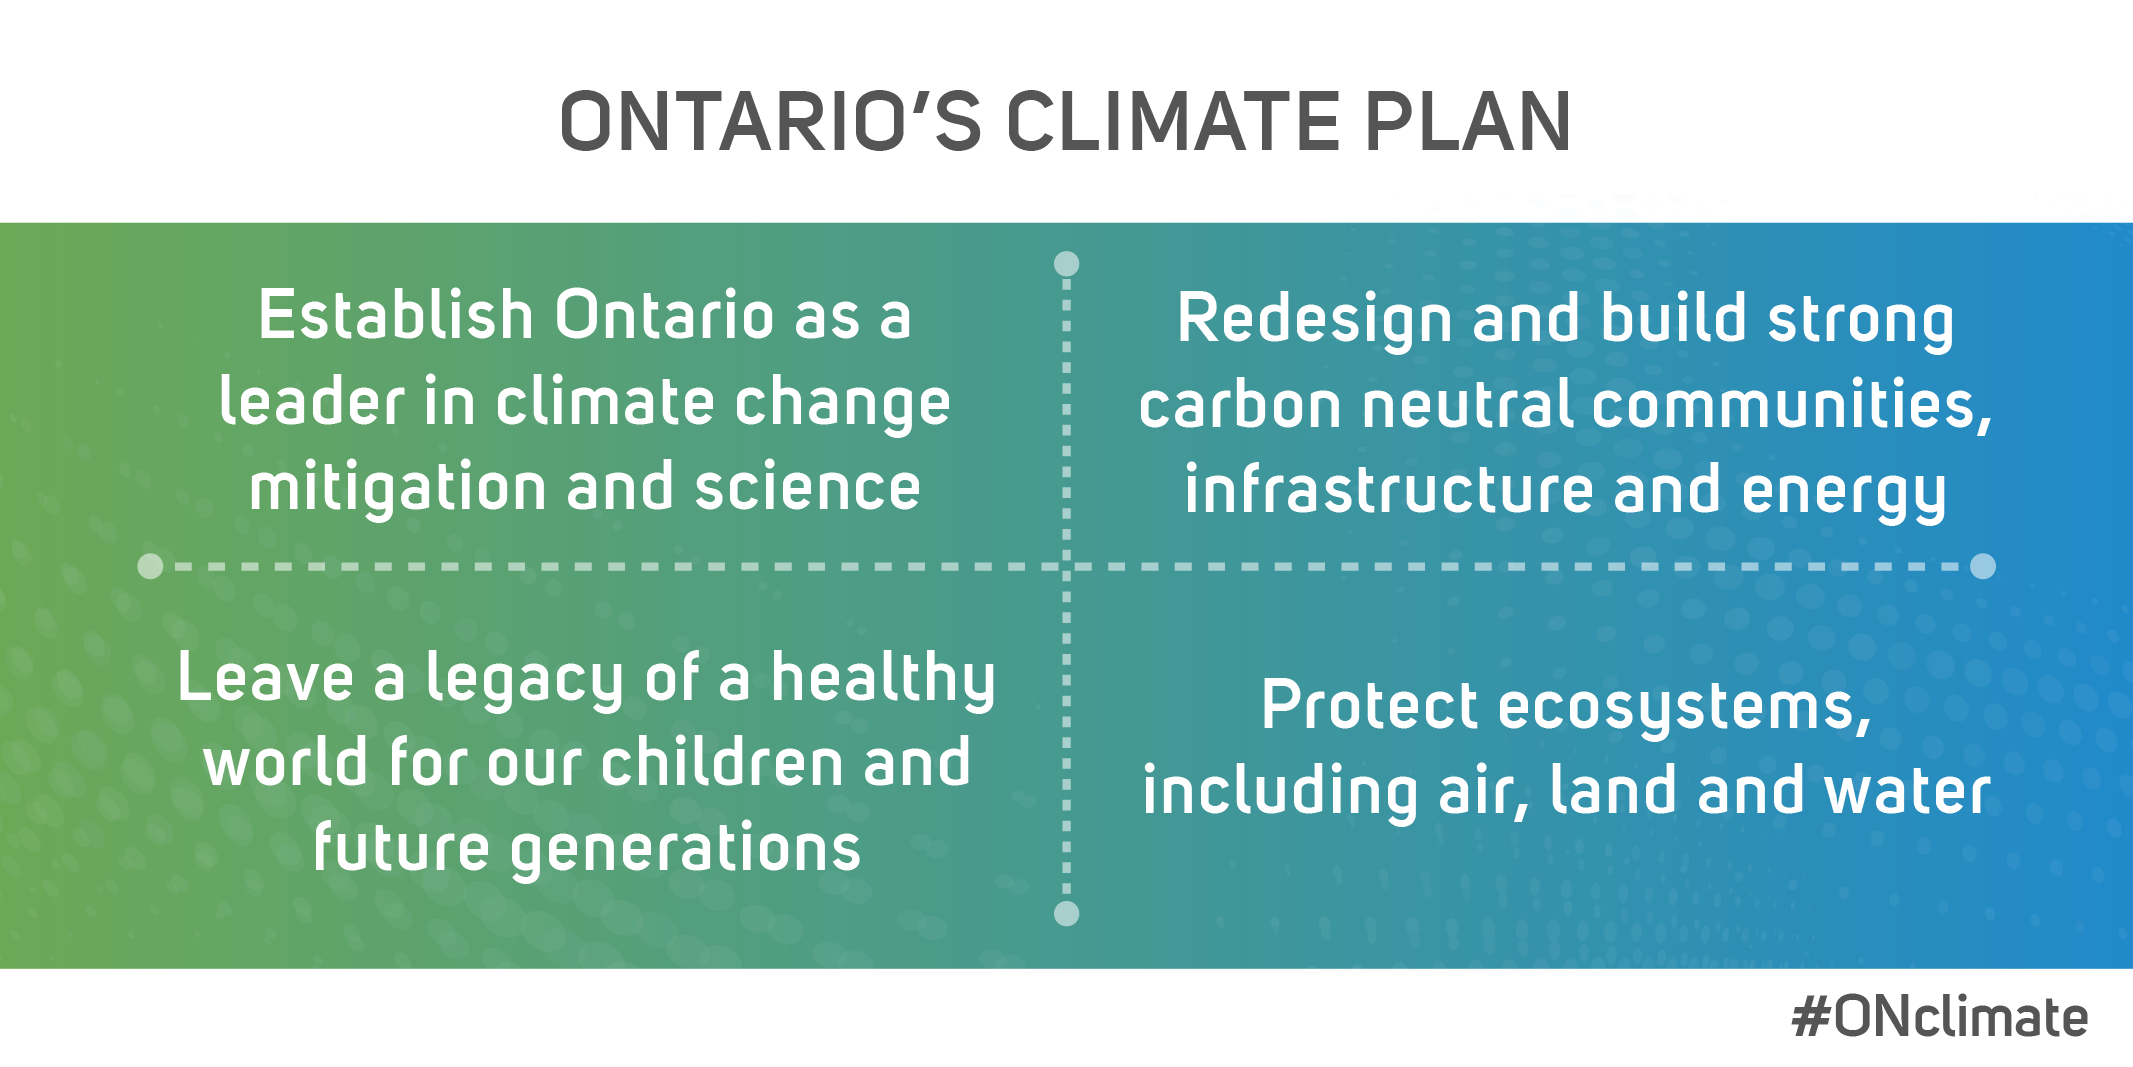 ONTARIO’S CLIMATE PLAN
Establish Ontario as a
leader in climate change
mitigation and science
Redesign and build strong
carbon neutral communities,
infrastructure and energy
Leave a legacy of a healthy
world for our children and
future generations
Protect ecosystems,
including air, land and water
#ONclimate